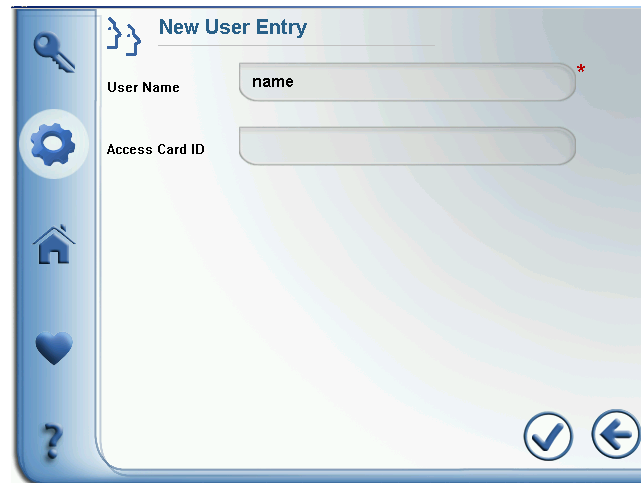 New User Entry
User Name
name
*
Access Card ID
?